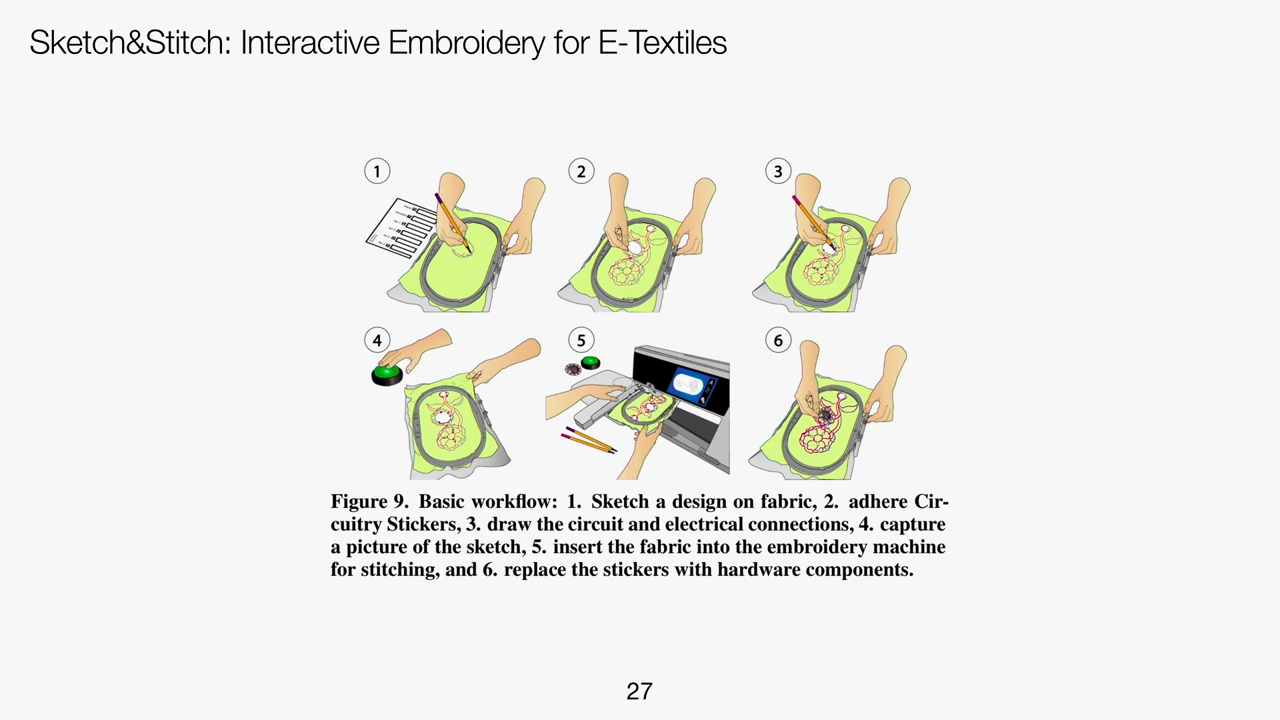 Sketch&Stitch: Interactive Embroidery for E-Textiles
1
2
3
4
5
6
Figure 9. Basic workflow: 1. Sketch a design on fabric, 2. adhere Cir-
cuitry Stickers, 3. draw the circuit and electrical connections, 4. capture
a picture of the sketch, 5. insert the fabric into the embroidery machine
for stitching, and 6. replace the stickers with hardware components.
27